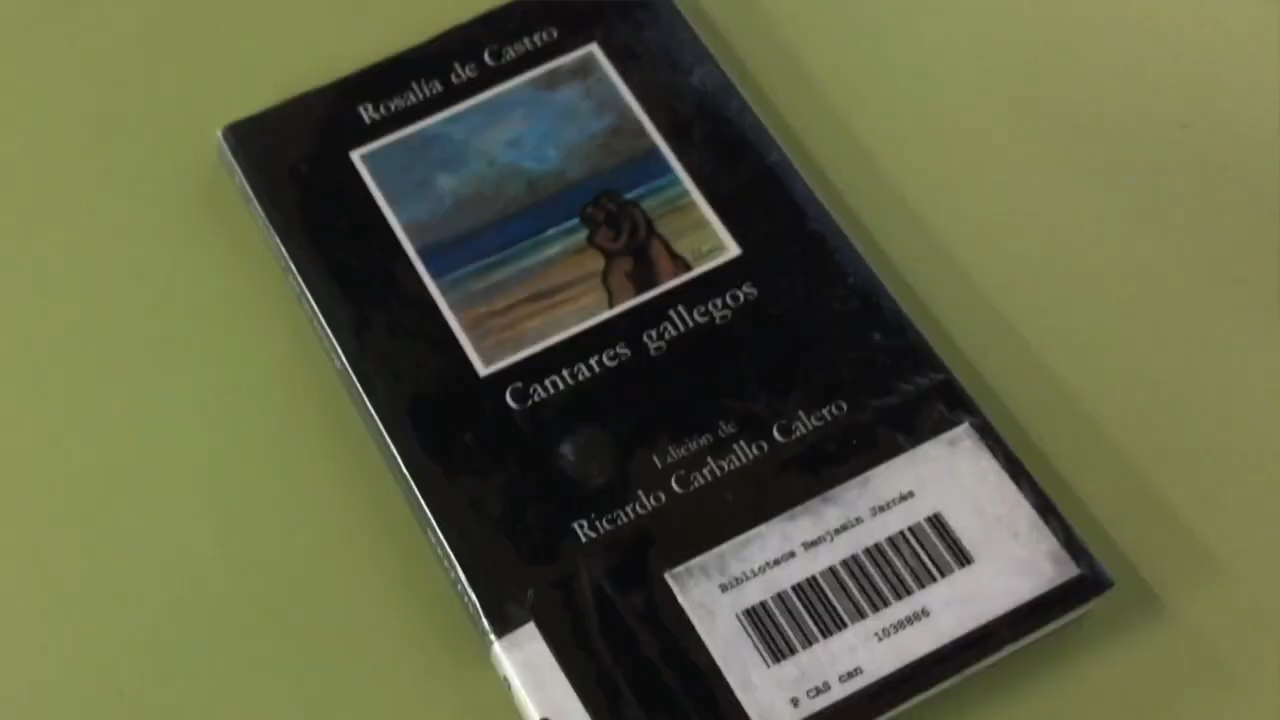 Rosalía de Castro
Cantares gallegos
Edición de
Ricardo Carballo Calero
Biblioteca Benjamín Jarnés
1038886
P CAS can